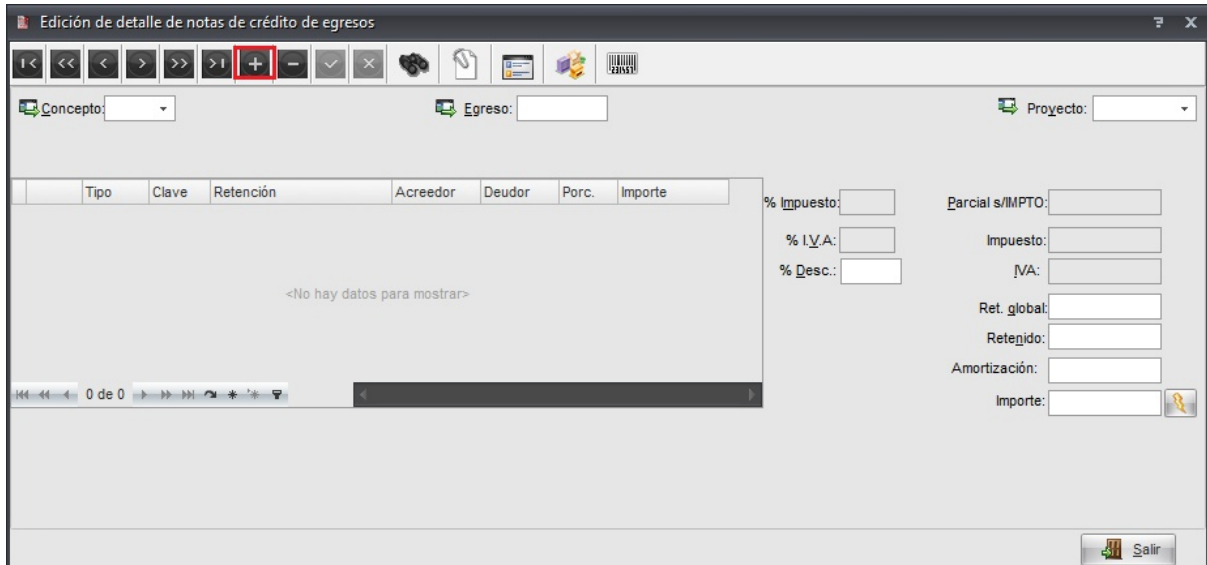 Edición de detalle de notas de crédito de egresos
Concepto:
Egreso:
Proyecto:
Tipo Clave Retención Acreedor Deudor Porc. Importe
<No hay datos para mostrar>
0 de 0
% Impuesto:
Parcial s/IMPTO:
% I.V.A:
Impuesto:
% Desc.:
IVA:
Ret. global:
Retenido:
Amortización:
Importe:
Salir